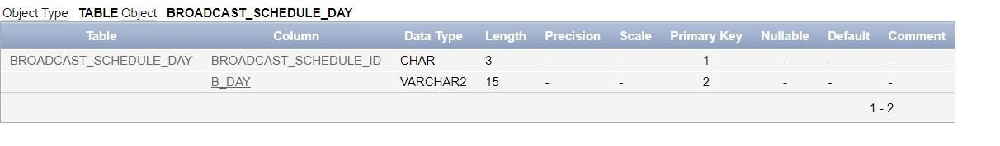 Object Type TABLE Object BROADCAST_SCHEDULE_DAY
Table Column Data Type Length Precision Scale Primary Key Nullable Default Comment
BROADCAST_SCHEDULE_DAY BROADCAST_SCHEDULE_ID CHAR 3 - - 1 - - -
B_DAY VARCHAR2 15 - - 2 - - -
1 - 2